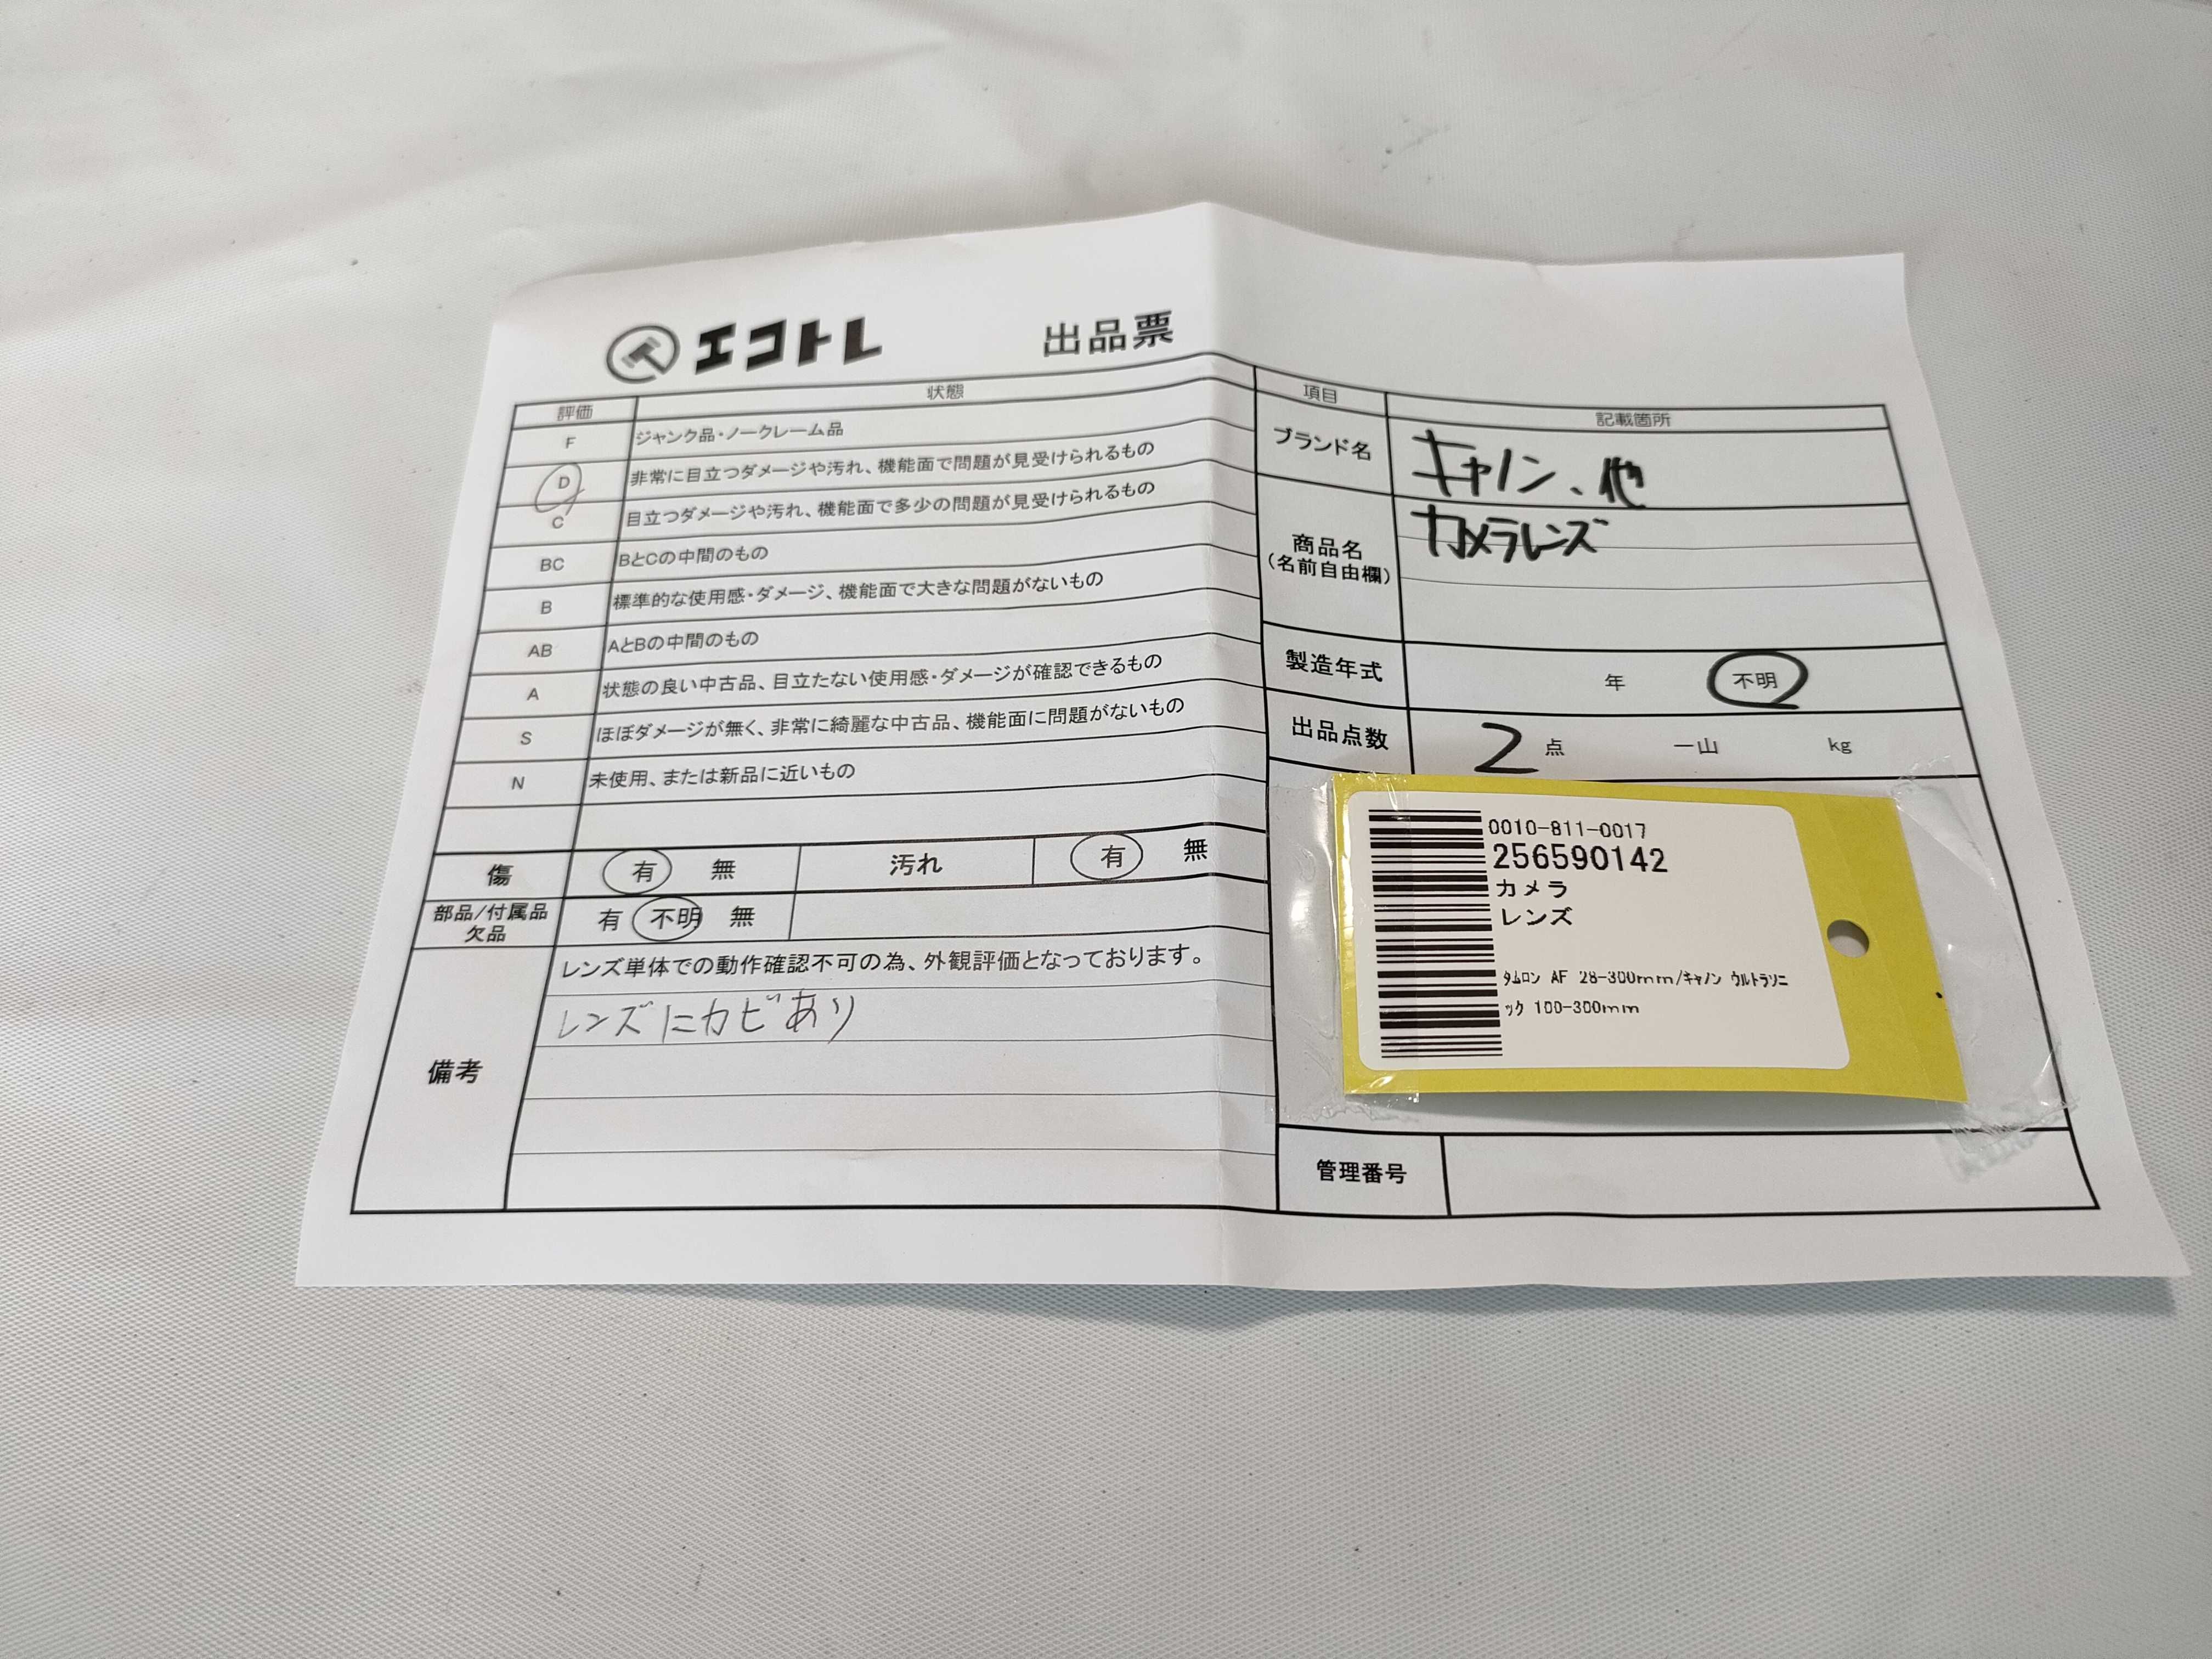 エコトレ 出品票
評価 状態
F ジャンク品・ノークレーム品
D 非常に目立つダメージや汚れ、機能面で問題が見受けられるもの
C 目立つダメージや汚れ、機能面で多少の問題が見受けられるもの
BC BとCの中間のもの
B 標準的な使用感・ダメージ、機能面で大きな問題がないもの
AB AとBの中間のもの
A 状態の良い中古品、目立たない使用感・ダメージが確認できるもの
S ほぼダメージが無く、非常に綺麗な中古品、機能面に問題がないもの
N 未使用、または新品に近いもの
傷 有 無 汚れ 有 無
部品/付属品
欠品 有 不明 無
備考
レンズ単体での動作確認不可の為、外観評価となっております。
レンズにカビあり
項目 記載箇所
ブランド名 キャノン、他
商品名
(名前自由欄)
カメラレンズ
製造年式 年 不明
出品点数 2 点 一山 kg
0010-811-0017
256590142
カメラ
レンズ
タムロン AF 28-300mm/キャノン ウルトラソニ
ック 100-300mm
管理番号